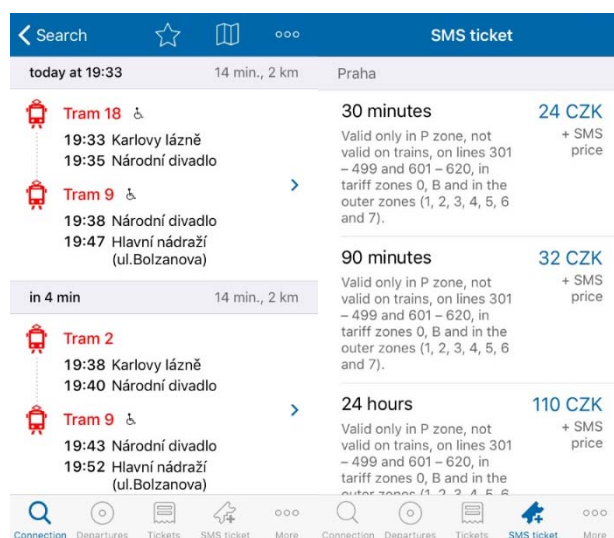 Search
today at 19:33 14 min., 2 km
Tram 18
19:33 Karlovy lázně
19:35 Národní divadlo
Tram 9
19:38 Národní divadlo
19:47 Hlavní nádraží
(ul.Bolzanova)
in 4 min 14 min., 2 km
Tram 2
19:38 Karlovy lázně
19:40 Národní divadlo
Tram 9
19:43 Národní divadlo
19:52 Hlavní nádraží
(ul.Bolzanova)
Connection Departures Tickets SMS ticket More
SMS ticket
Praha
30 minutes 24 CZK
Valid only in P zone, not + SMS
valid on trains, on lines 301 price
– 499 and 601 – 620, in
tariff zones 0, B and in the
outer zones (1, 2, 3, 4, 5, 6
and 7).
90 minutes 32 CZK
Valid only in P zone, not + SMS
valid on trains, on lines 301 price
– 499 and 601 – 620, in
tariff zones 0, B and in the
outer zones (1, 2, 3, 4, 5, 6
and 7).
24 hours 110 CZK
Valid only in P zone, not + SMS
valid on trains, on lines 301 price
– 499 and 601 – 620, in
tariff zones 0, B and in the
outer zones (1, 2, 3, 4, 5, 6
Connection Departures Tickets SMS ticket More